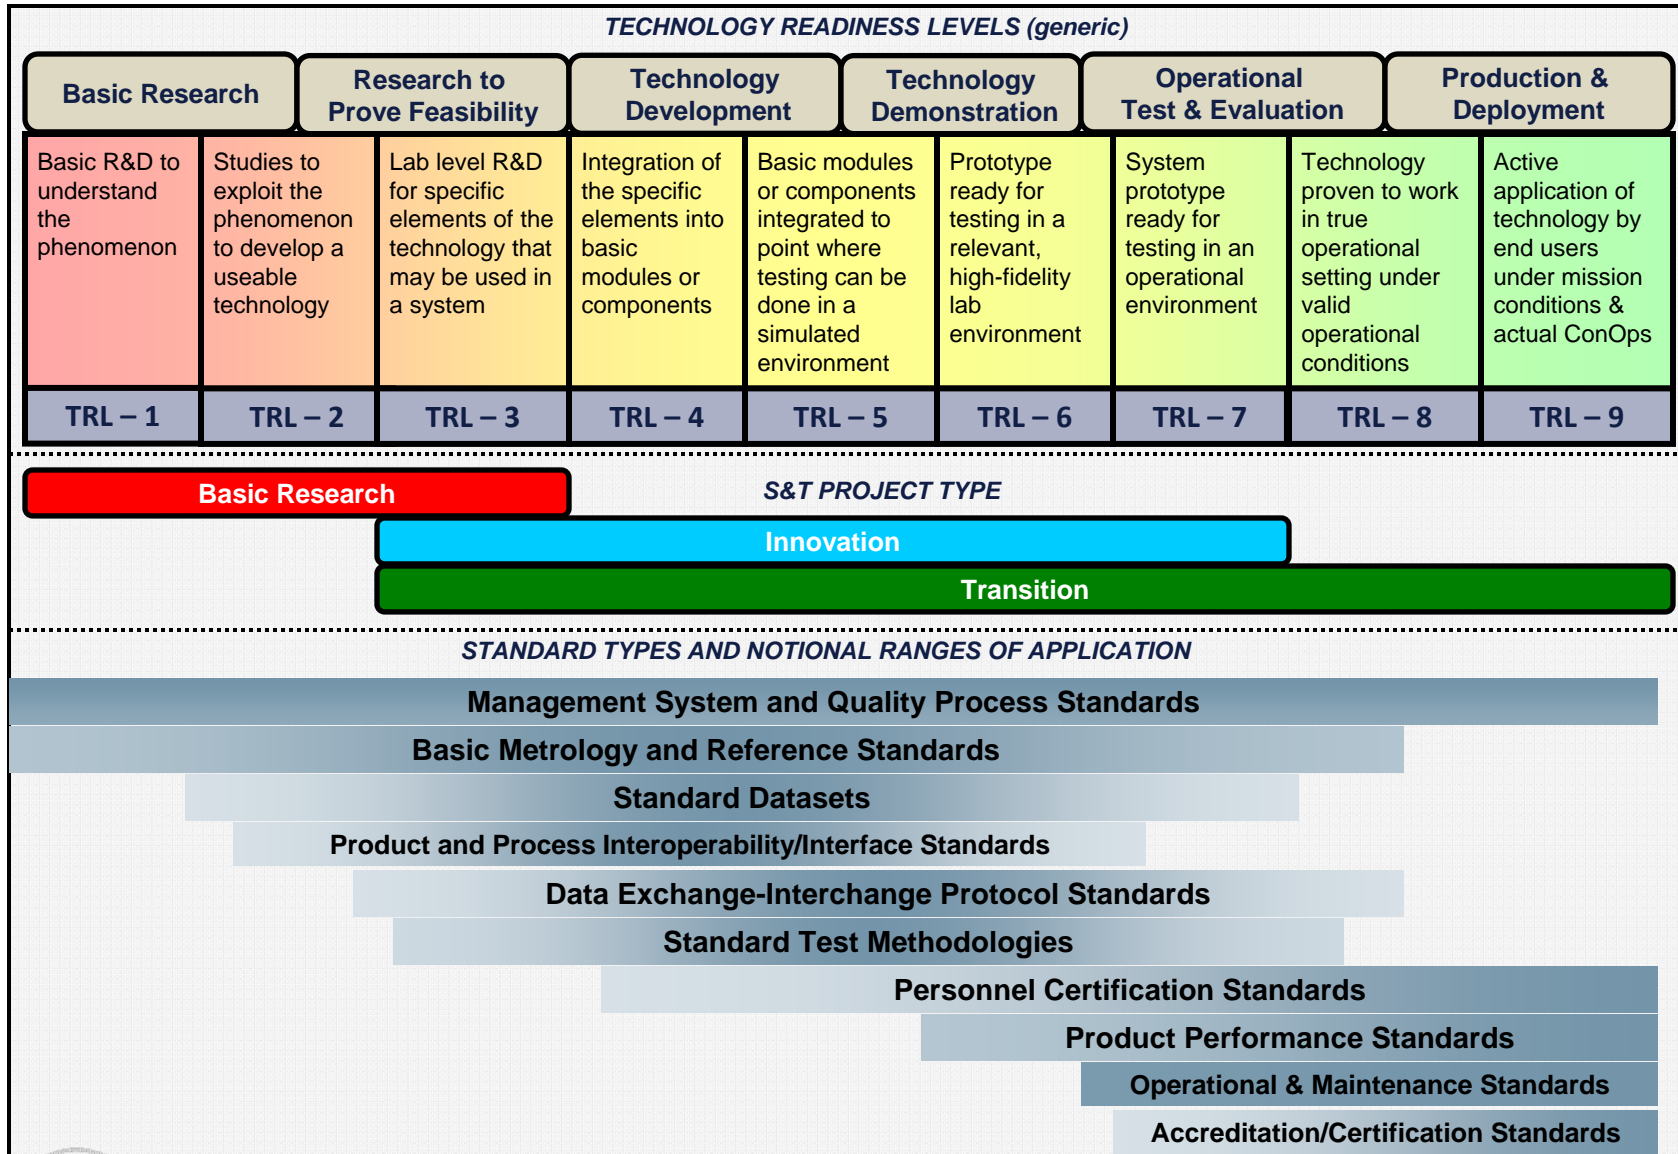 TECHNOLOGY READINESS LEVELS (generic)
Basic Research
Research to
Prove Feasibility
Technology
Development
Technology
Demonstration
Operational
Test & Evaluation
Production &
Deployment
Basic R&D to
understand
the
phenomenon
Studies to
exploit the
phenomenon
to develop a
useable
technology
Lab level R&D
for specific
elements of the
technology that
may be used in
a system
Integration of
the specific
elements into
basic
modules or
components
Basic modules
or components
integrated to
point where
testing can be
done in a
simulated
environment
Prototype
ready for
testing in a
relevant,
high-fidelity
lab
environment
System
prototype
ready for
testing in an
operational
environment
Technology
proven to work
in true
operational
setting under
valid
operational
conditions
Active
application of
technology by
end users
under mission
conditions &
actual ConOps
TRL – 1
TRL – 2
TRL – 3
TRL – 4
TRL – 5
TRL – 6
TRL – 7
TRL – 8
TRL – 9
Basic Research
S&T PROJECT TYPE
Innovation
Transition
STANDARD TYPES AND NOTIONAL RANGES OF APPLICATION
Management System and Quality Process Standards
Basic Metrology and Reference Standards
Standard Datasets
Product and Process Interoperability/Interface Standards
Data Exchange-Interchange Protocol Standards
Standard Test Methodologies
Personnel Certification Standards
Product Performance Standards
Operational & Maintenance Standards
Accreditation/Certification Standards